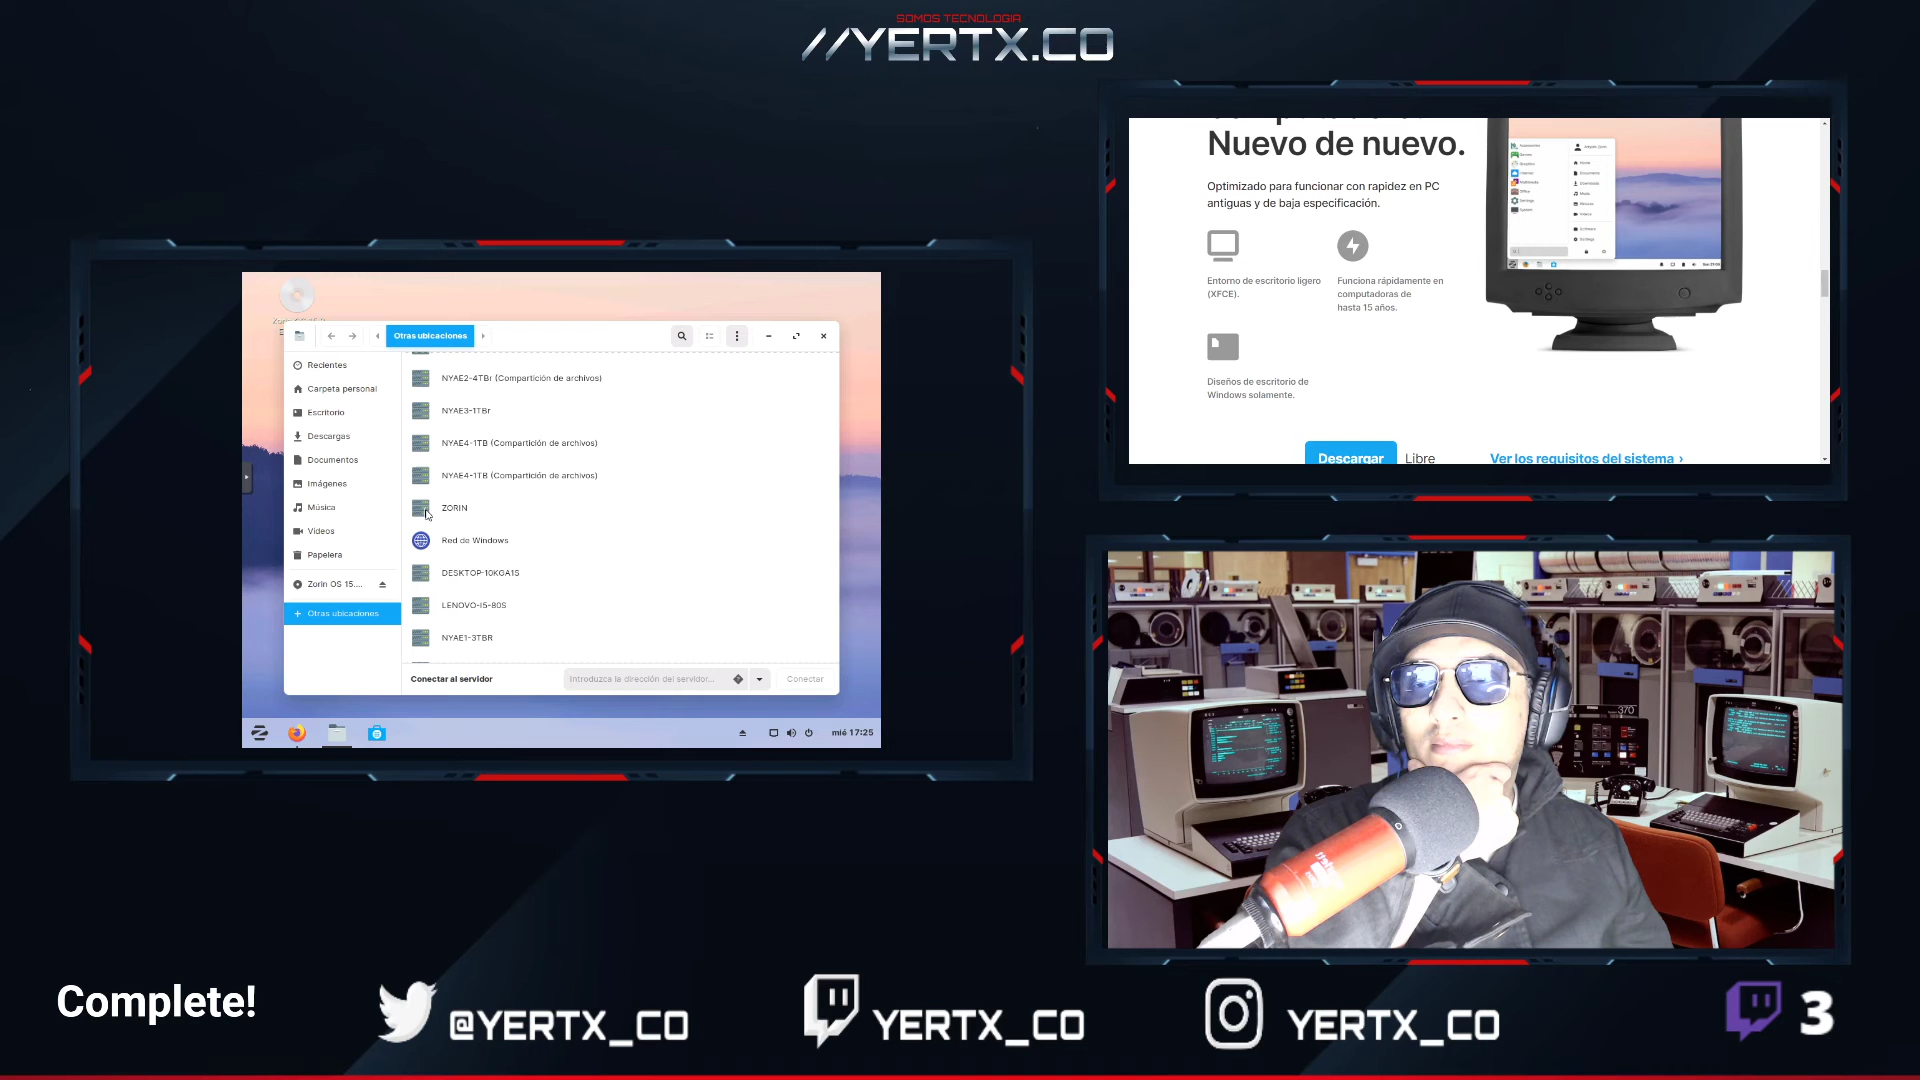 SOMOS TECNOLOGIA
//YERTX.CO
Otras ubicaciones
Recientes
Carpeta personal
Escritorio
Descargas
Documentos
Imágenes
Música
Vídeos
Papelera
Zorin OS 15....
Otras ubicaciones
NYAE2-4TBr (Compartición de archivos)
NYAE3-1TBr
NYAE4-1TB (Compartición de archivos)
NYAE4-1TB (Compartición de archivos)
ZORIN
Red de Windows
DESKTOP-10KGA1S
LENOVO-I5-80S
NYAE1-3TBR
Conectar al servidor
Introduzca la dirección del servidor...
Conectar
mié 17:25
Nuevo de nuevo.
Optimizado para funcionar con rapidez en PC
antiguas y de baja especificación.
Entorno de escritorio ligero
(XFCE).
Funciona rápidamente en
computadoras de
hasta 15 años.
Diseños de escritorio de
Windows solamente.
Descargar
Libre
Ver los requisitos del sistema ›
370
Complete!
@YERTX_CO
YERTX_CO
YERTX_CO
3